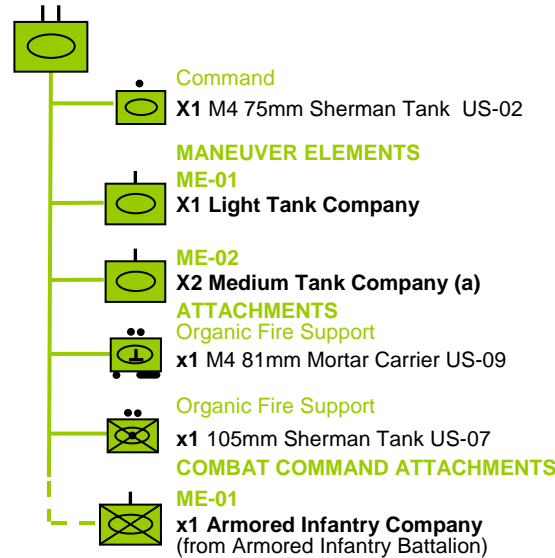 Command
X1 M4 75mm Sherman Tank US-02
MANEUVER ELEMENTS
ME-01
X1 Light Tank Company
ME-02
X2 Medium Tank Company (a)
ATTACHMENTS
Organic Fire Support
x1 M4 81mm Mortar Carrier US-09
Organic Fire Support
x1 105mm Sherman Tank US-07
COMBAT COMMAND ATTACHMENTS
ME-01
x1 Armored Infantry Company
(from Armored Infantry Battalion)